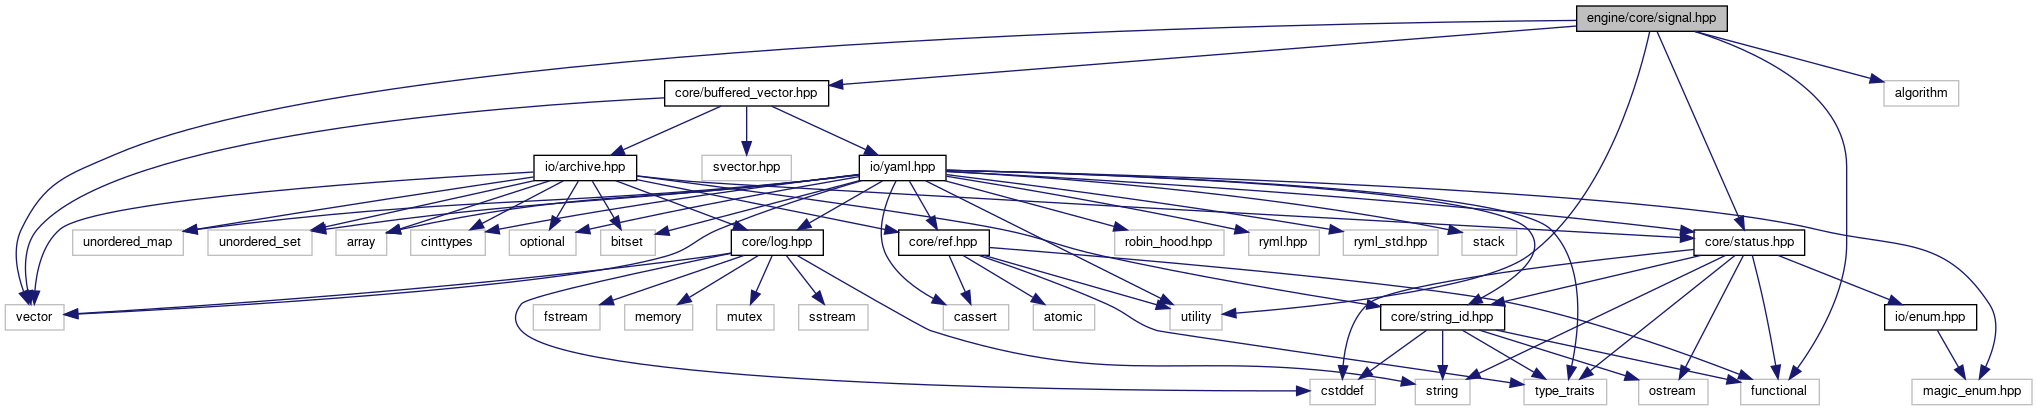 engine/core/signal.hpp
core/buffered_vector.hpp
algorithm
io/archive.hpp
svector.hpp
io/yaml.hpp
unordered_map
unordered_set
array
cinttypes
optional
bitset
core/log.hpp
core/ref.hpp
robin_hood.hpp
ryml.hpp
ryml_std.hpp
stack
core/status.hpp
vector
fstream
memory
mutex
sstream
cassert
atomic
utility
core/string_id.hpp
io/enum.hpp
cstddef
string
type_traits
ostream
functional
magic_enum.hpp